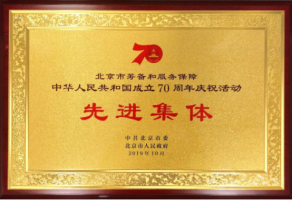 70
北京市筹备和服务保障
中华人民共和国成立70周年庆祝活动
先进集体
中共北京市委
北京市人民政府
2019年10月